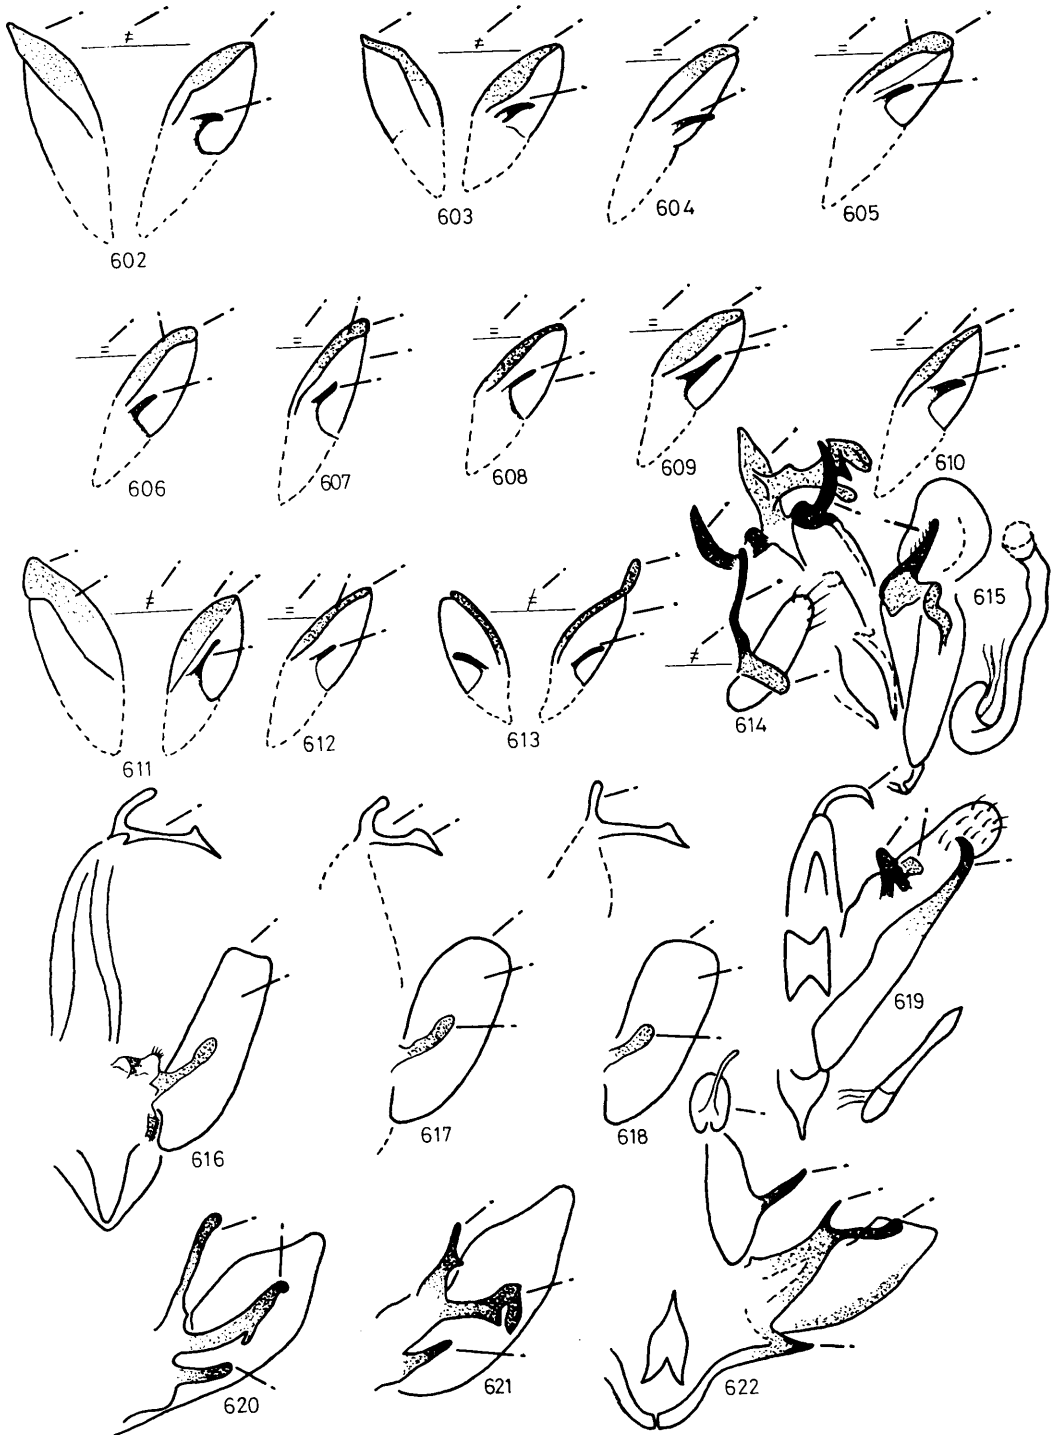 ≠ ≠ = =
602 603 604 605
= = = = =
606 607 608 609 610
≠ = ≠ ≠
611 612 613 614 615
616 617 618 619
620 621 622